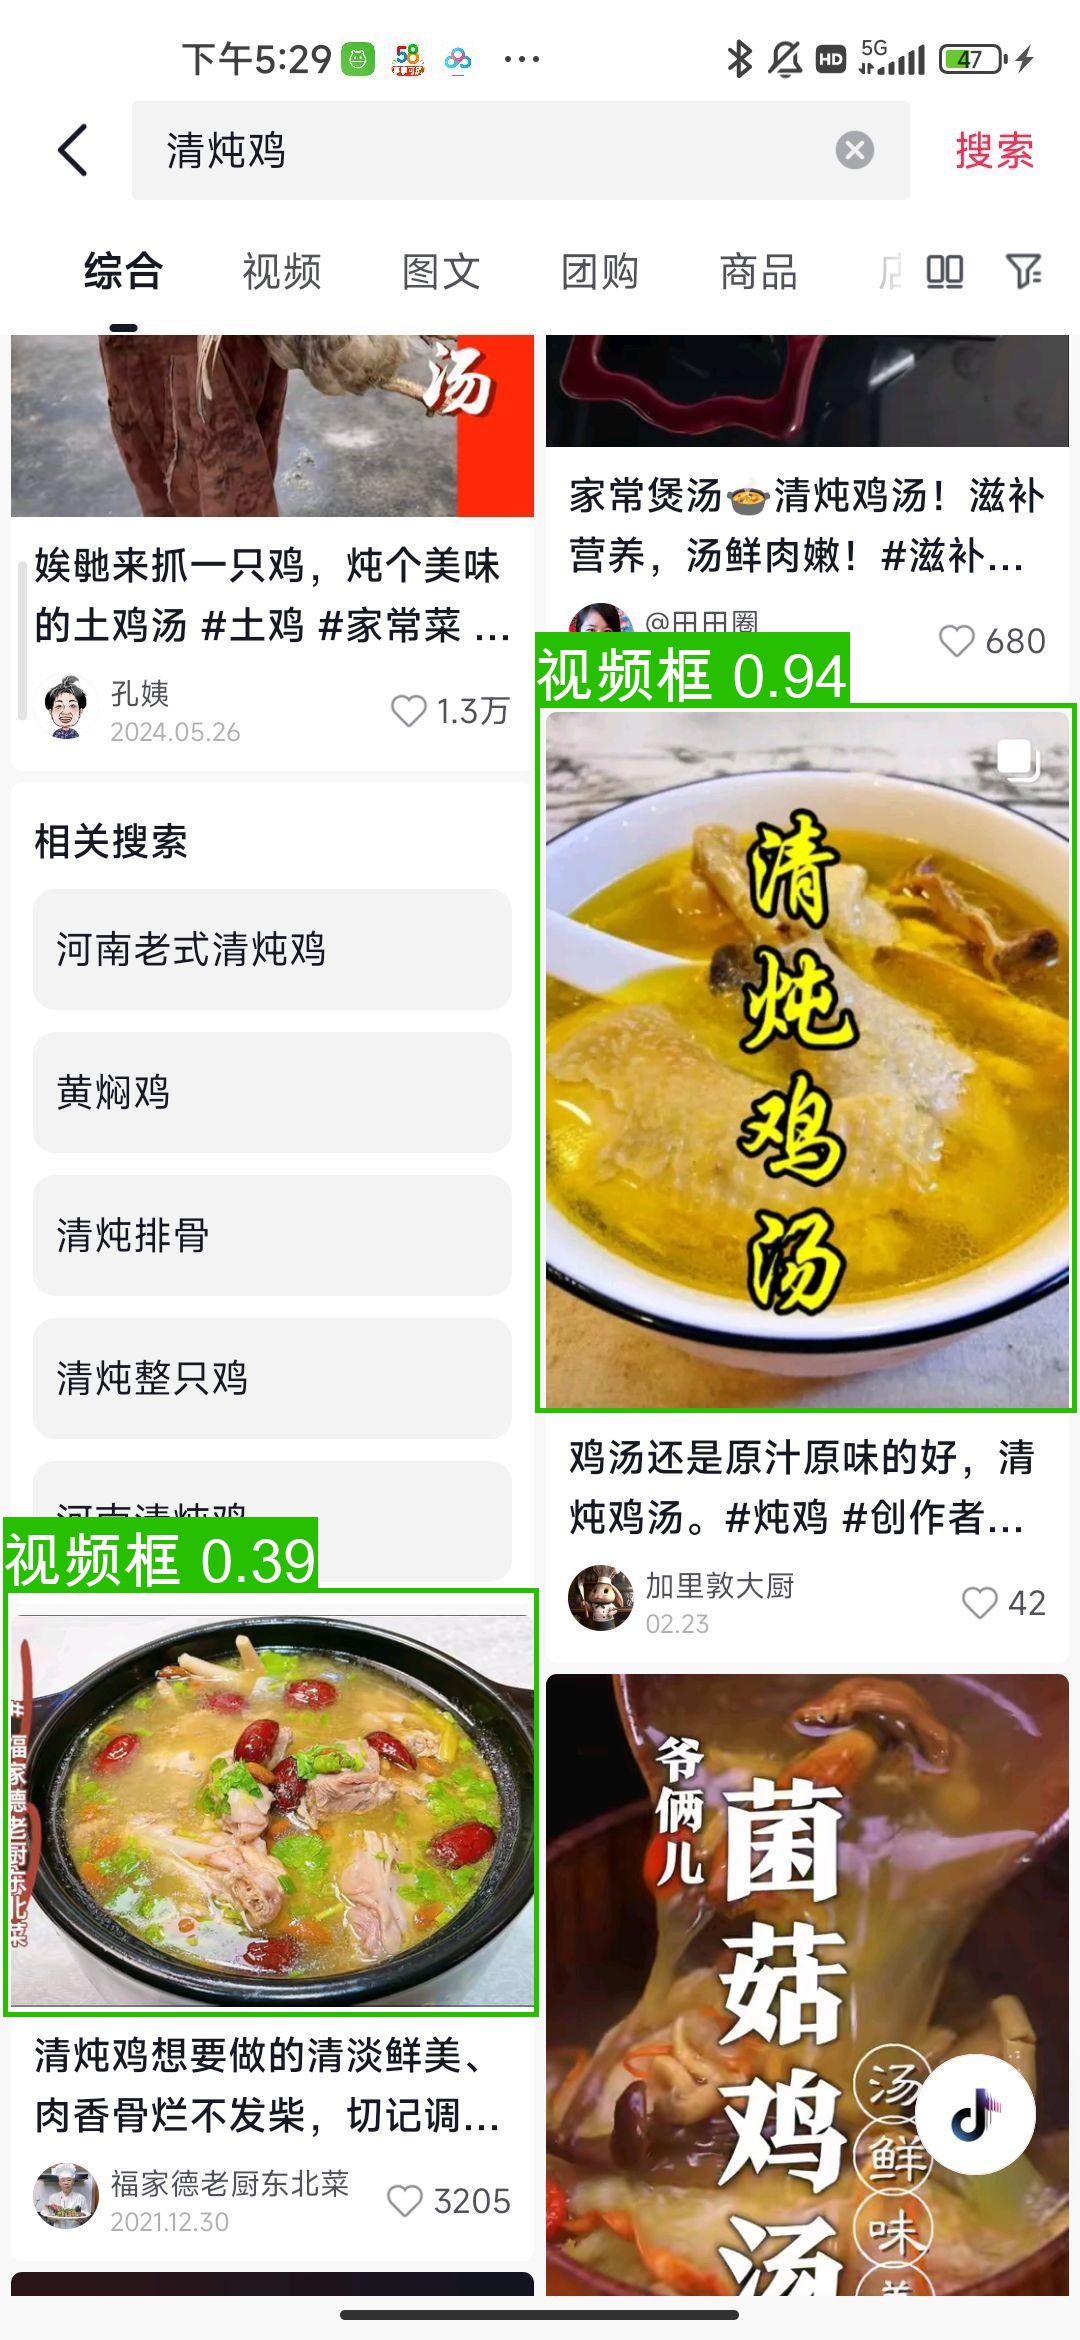 下午5:29
58
HD
5G
47
清炖鸡
搜索
综合
视频
图文
团购
商品
汤
娭毑来抓一只鸡，炖个美味
的土鸡汤 #土鸡 #家常菜 ...
孔姨
2024.05.26
1.3万
家常煲汤🍲清炖鸡汤！滋补
营养，汤鲜肉嫩！#滋补...
@田田圈
680
相关搜索
河南老式清炖鸡
黄焖鸡
清炖排骨
清炖整只鸡
河南清炖鸡
视频框 0.94
清炖鸡汤
鸡汤还是原汁原味的好，清
炖鸡汤。#炖鸡 #创作者...
加里敦大厨
02.23
42
视频框 0.39
#福家德老厨东北菜
清炖鸡想要做的清淡鲜美、
肉香骨烂不发柴，切记调...
福家德老厨东北菜
2021.12.30
3205
爷俩儿
菌菇鸡汤
汤鲜味